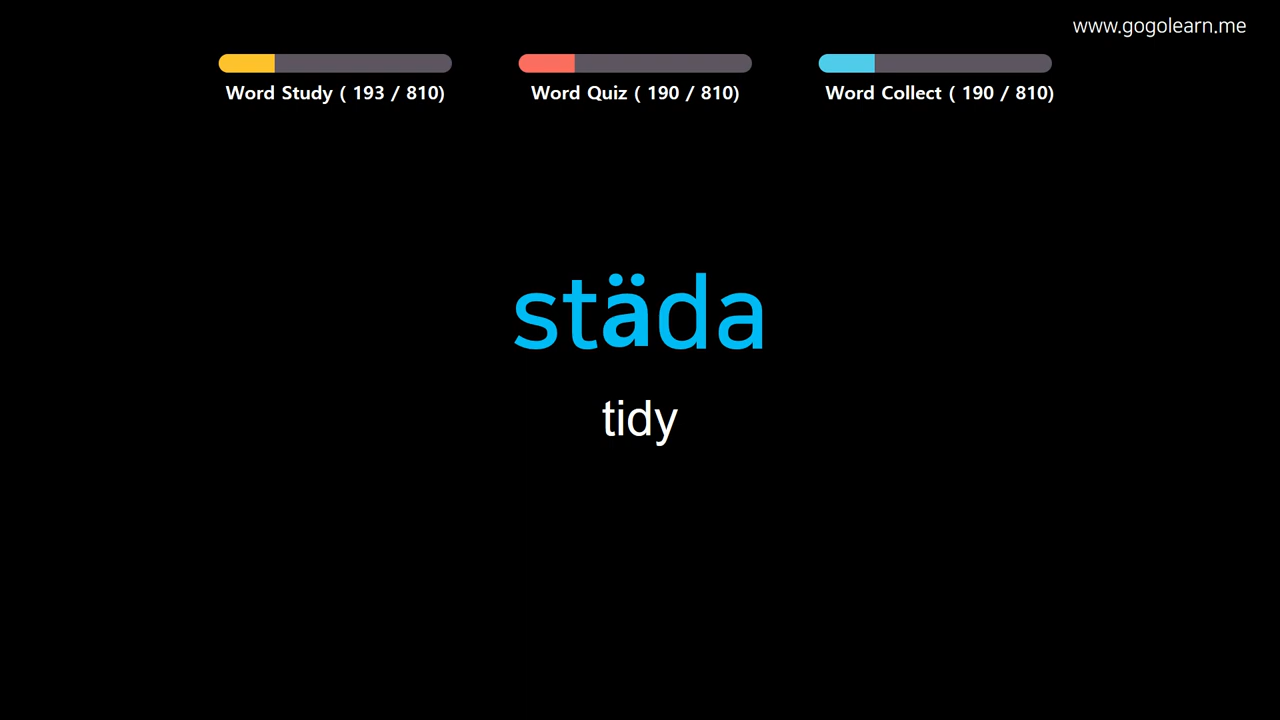 www.gogolearn.me
Word Study ( 193 / 810)
Word Quiz ( 190 / 810)
Word Collect ( 190 / 810)
städa
tidy